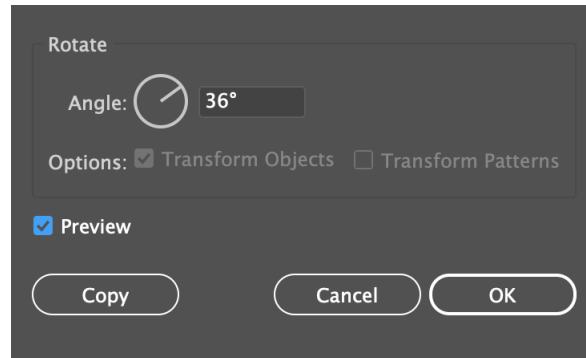 Rotate
Angle: 36°
Options: Transform Objects Transform Patterns
Preview
Copy Cancel OK